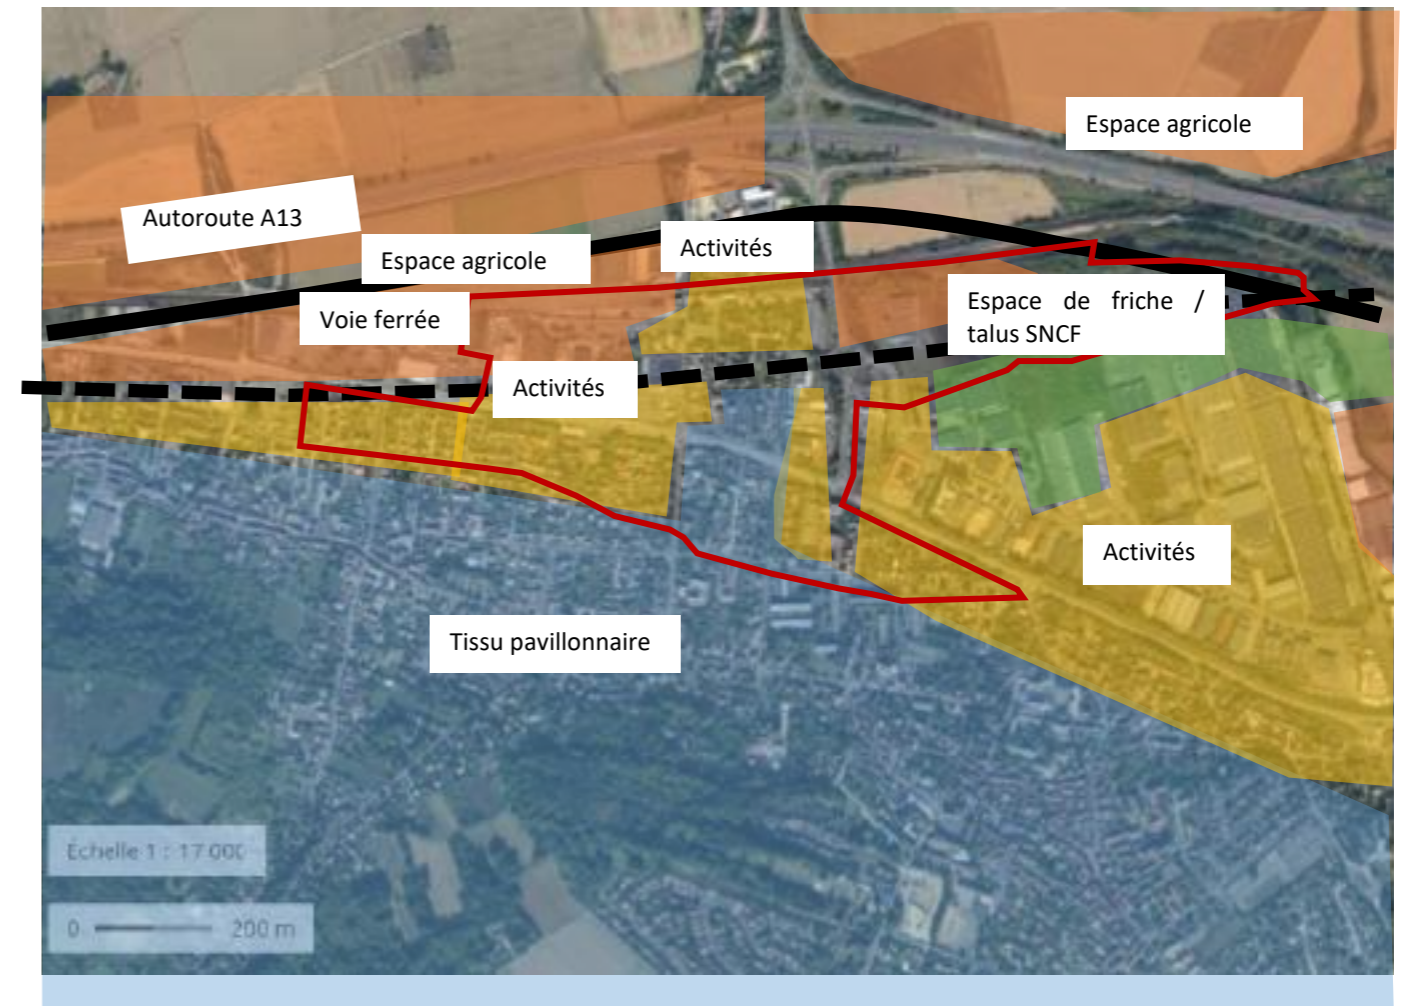 Espace agricole
Autoroute A13
Activités
Espace agricole
Espace de friche /
talus SNCF
Voie ferrée
Activités
Activités
Tissu pavillonnaire
Échelle 1 : 17 000
0 200 m